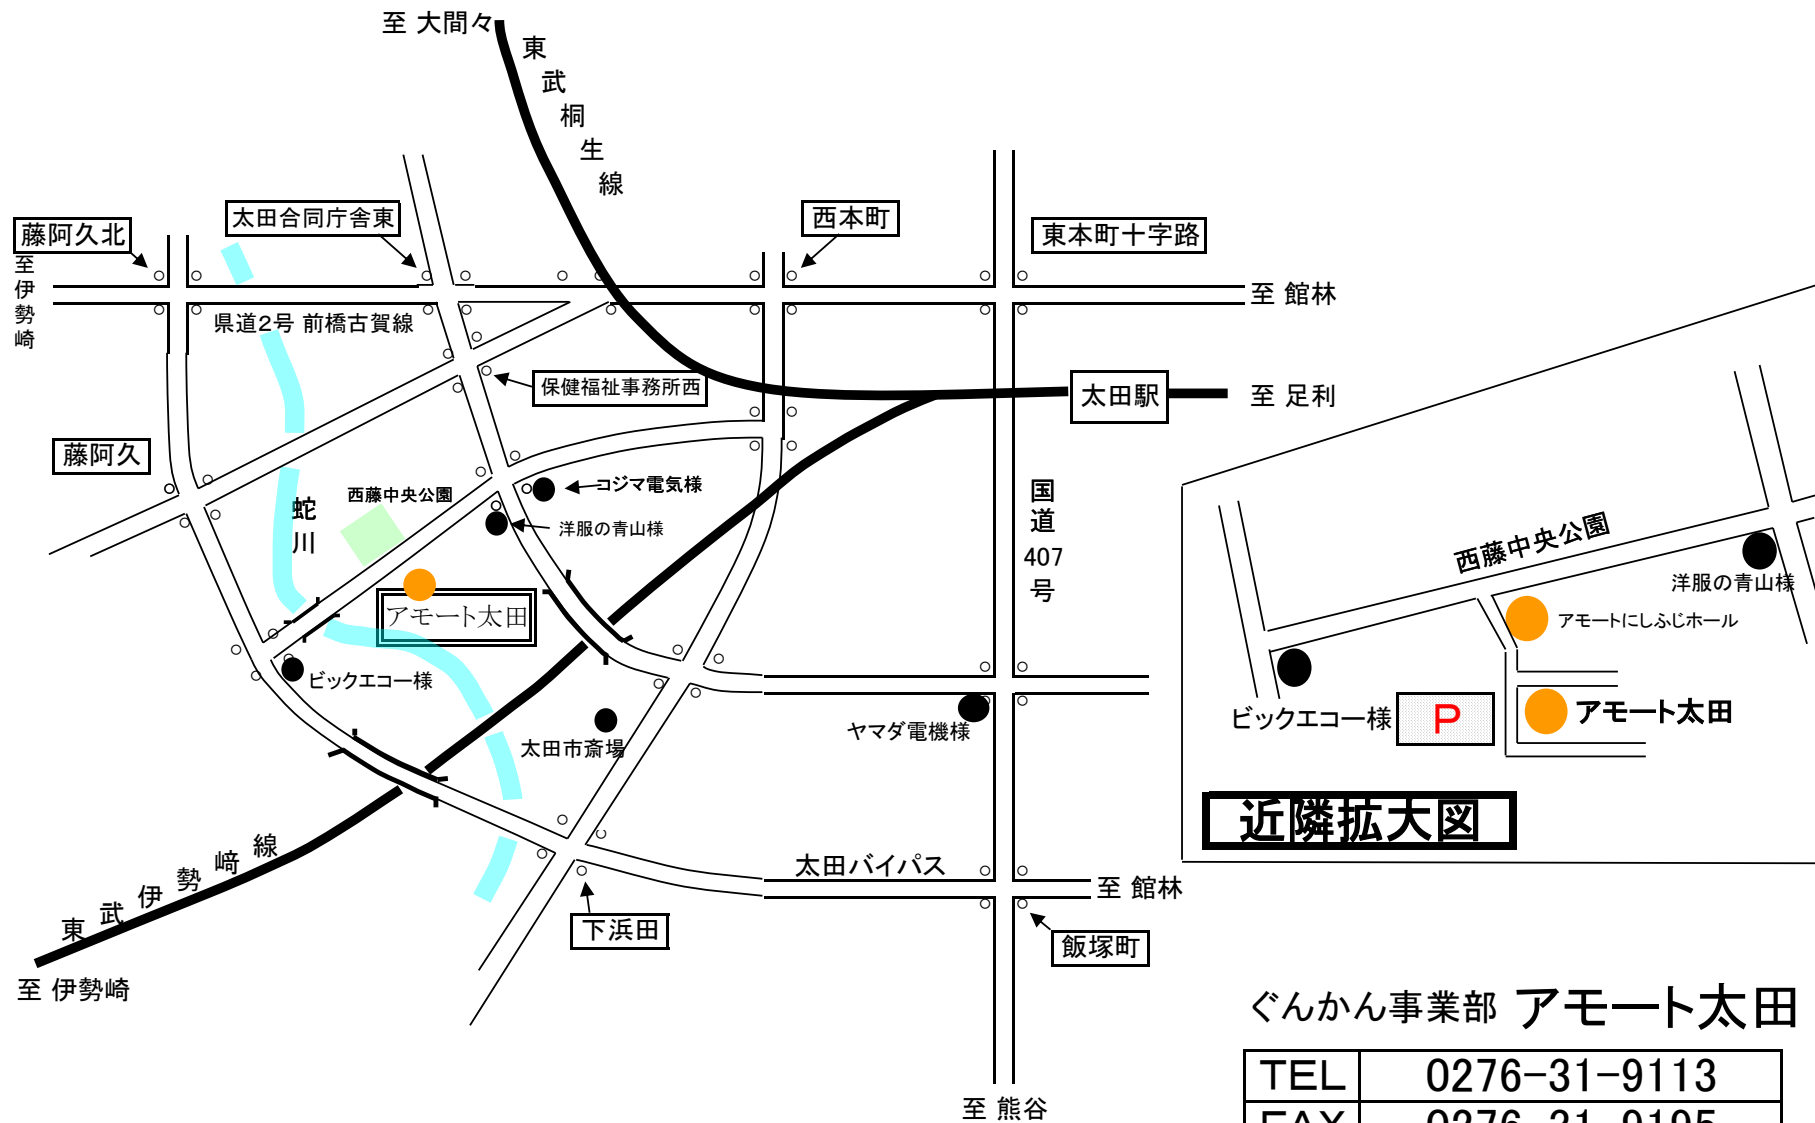 至 大間々
東武桐生線
藤阿久北
太田合同庁舎東
西本町
東本町十字路
至伊勢崎
至 館林
県道2号 前橋古賀線
保健福祉事務所西
太田駅
至 足利
藤阿久
西藤中央公園
コジマ電気様
洋服の青山様
蛇川
国道407号
アモート太田
ビックエコー様
太田市斎場
ヤマダ電機様
太田バイパス
至 館林
東武伊勢﨑線
下浜田
飯塚町
至 伊勢崎
至 熊谷
西藤中央公園
洋服の青山様
アモートにしふじホール
ビックエコー様
P
アモート太田
近隣拡大図
ぐんかん事業部 アモート太田
TEL 0276-31-9113
FAX 0276-31-9195